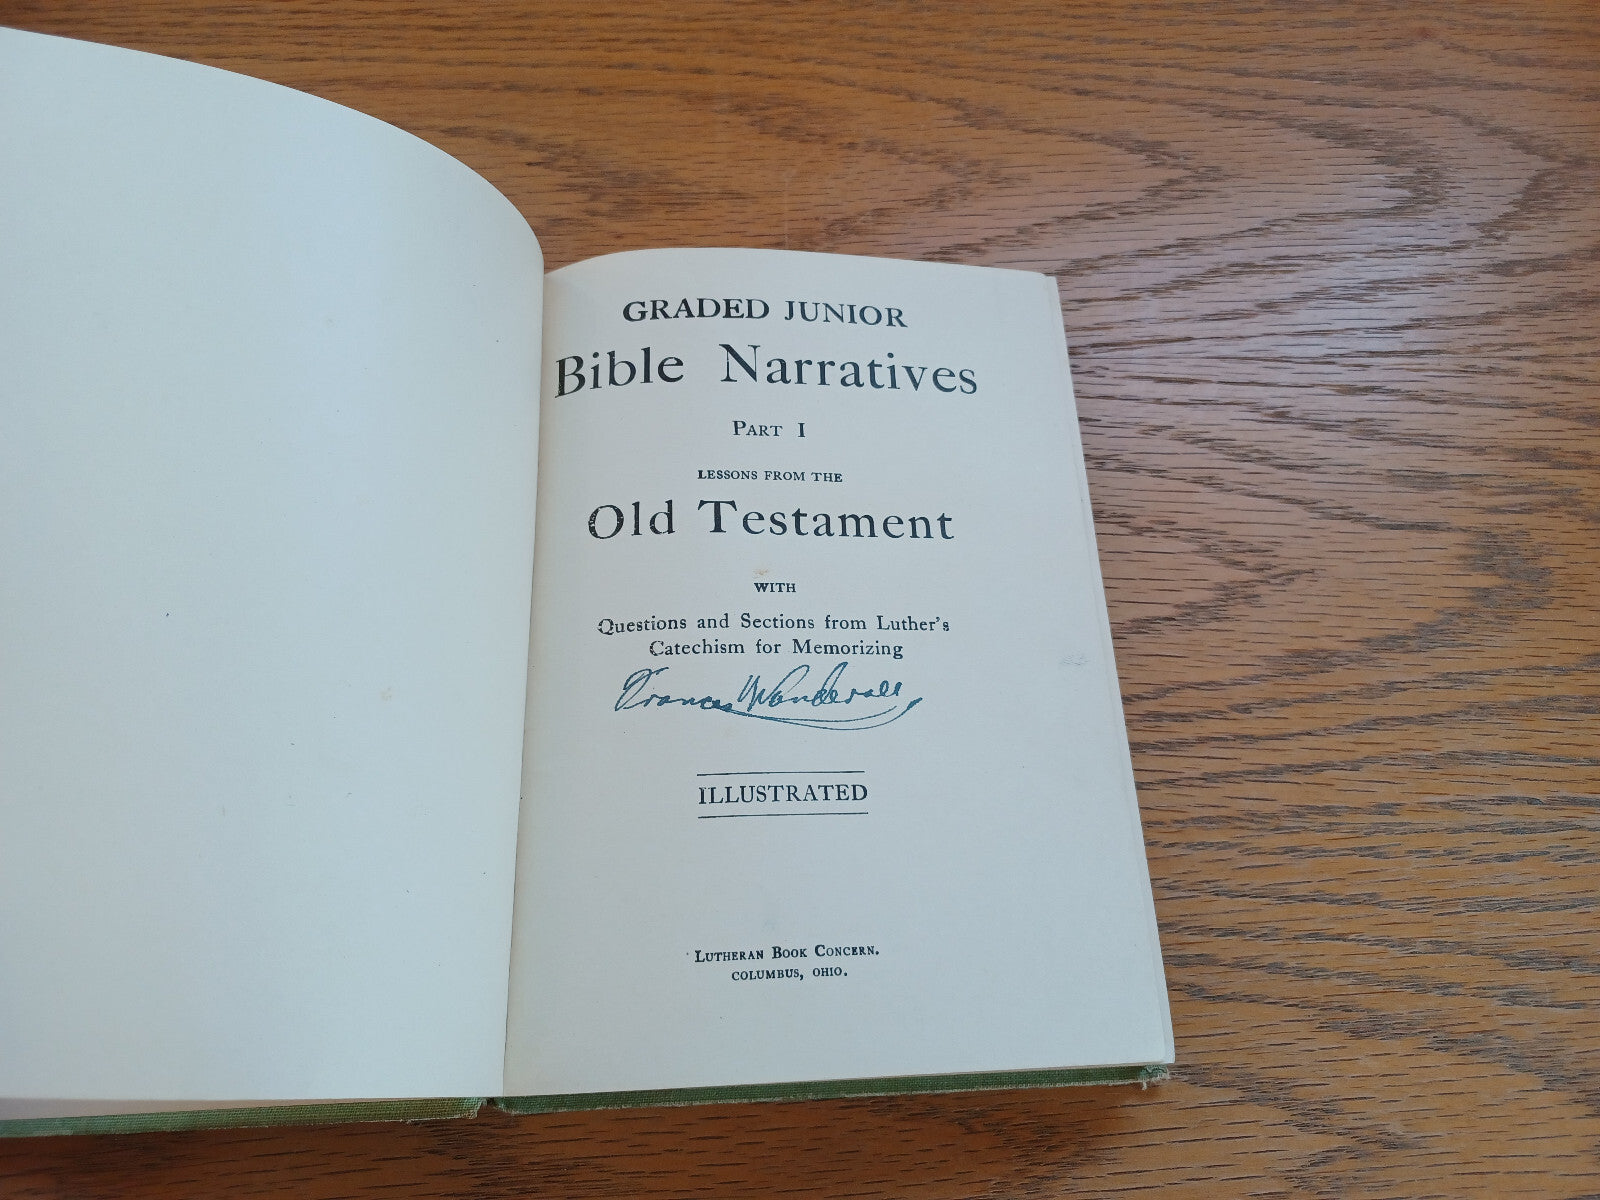 GRADED JUNIOR
Bible Narratives
PART I
LESSONS FROM THE
Old Testament
WITH
Questions and Sections from Luther's
Catechism for Memorizing
Frances
ILLUSTRATED
LUTHERAN BOOK CONCERN.
COLUMBUS, OHIO.